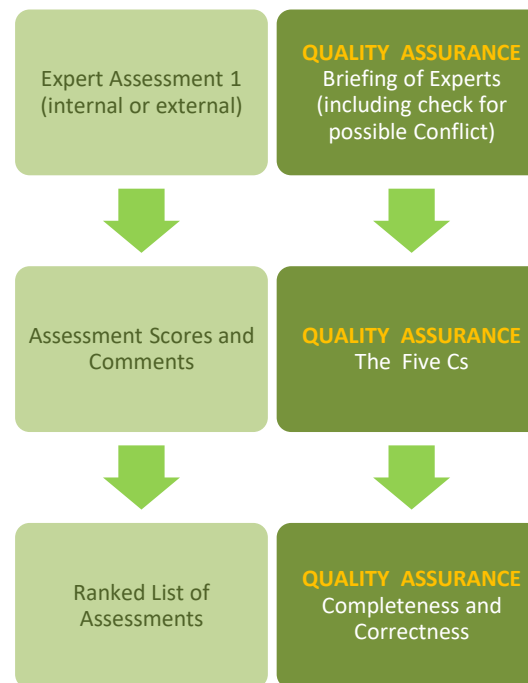 Expert Assessment 1
(internal or external)
QUALITY ASSURANCE
Briefing of Experts
(including check for
possible Conflict)
Assessment Scores and
Comments
QUALITY ASSURANCE
The Five Cs
Ranked List of
Assessments
QUALITY ASSURANCE
Completeness and
Correctness